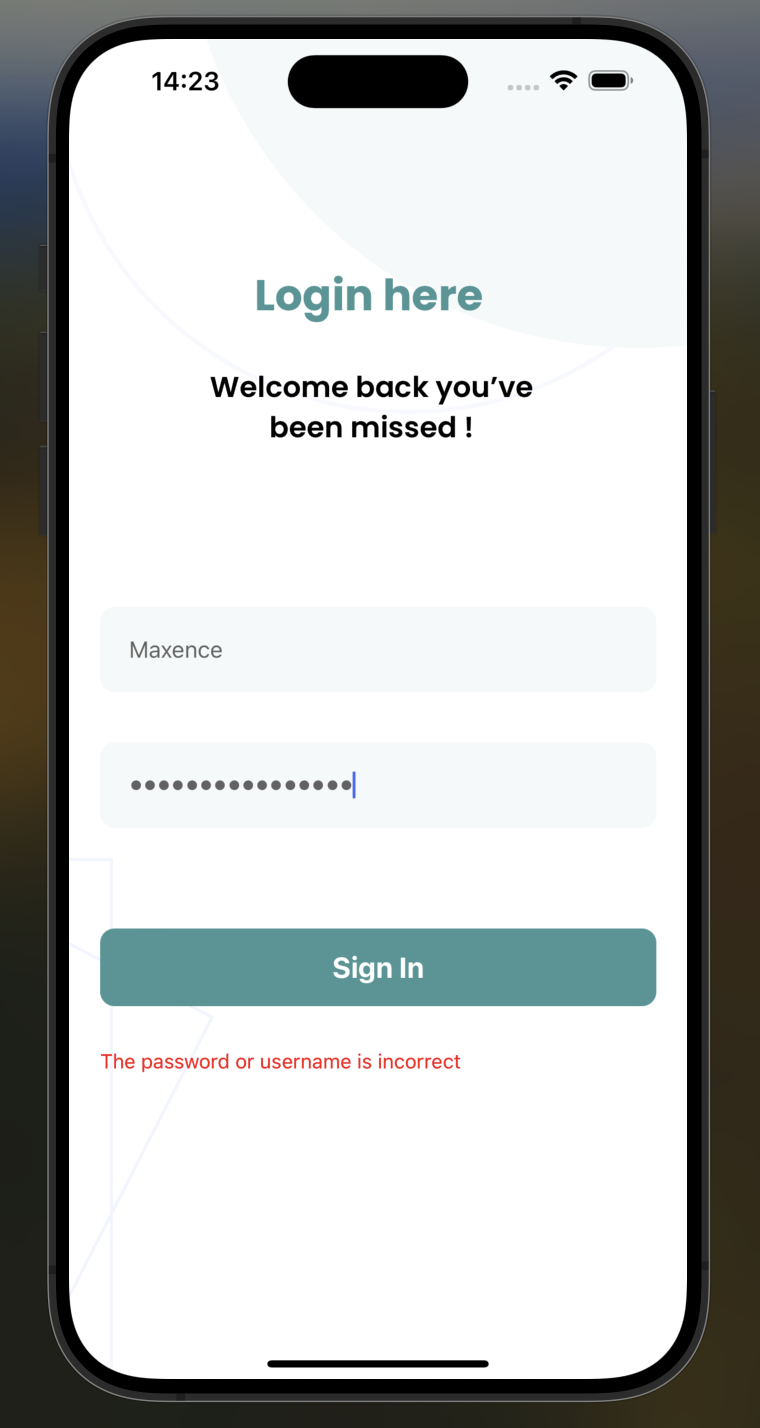 14:23
Login here
Welcome back you’ve
been missed !
Maxence
••••••••••••••••
Sign In
The password or username is incorrect